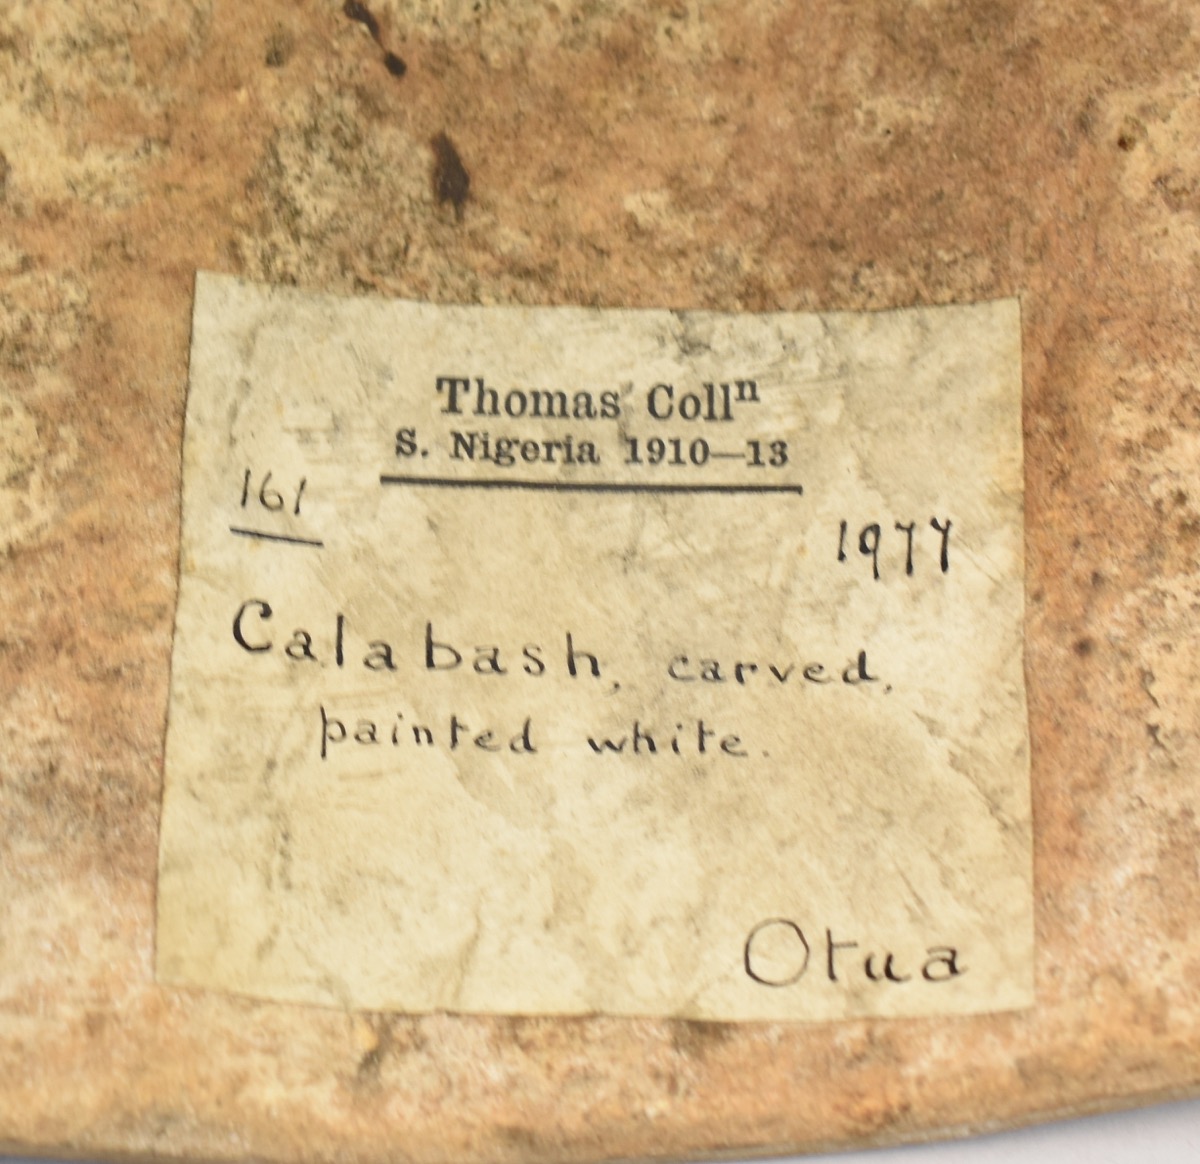 Thomas Collⁿ
S. Nigeria 1910—13
161
1977
Calabash, carved,
painted white.
Otua